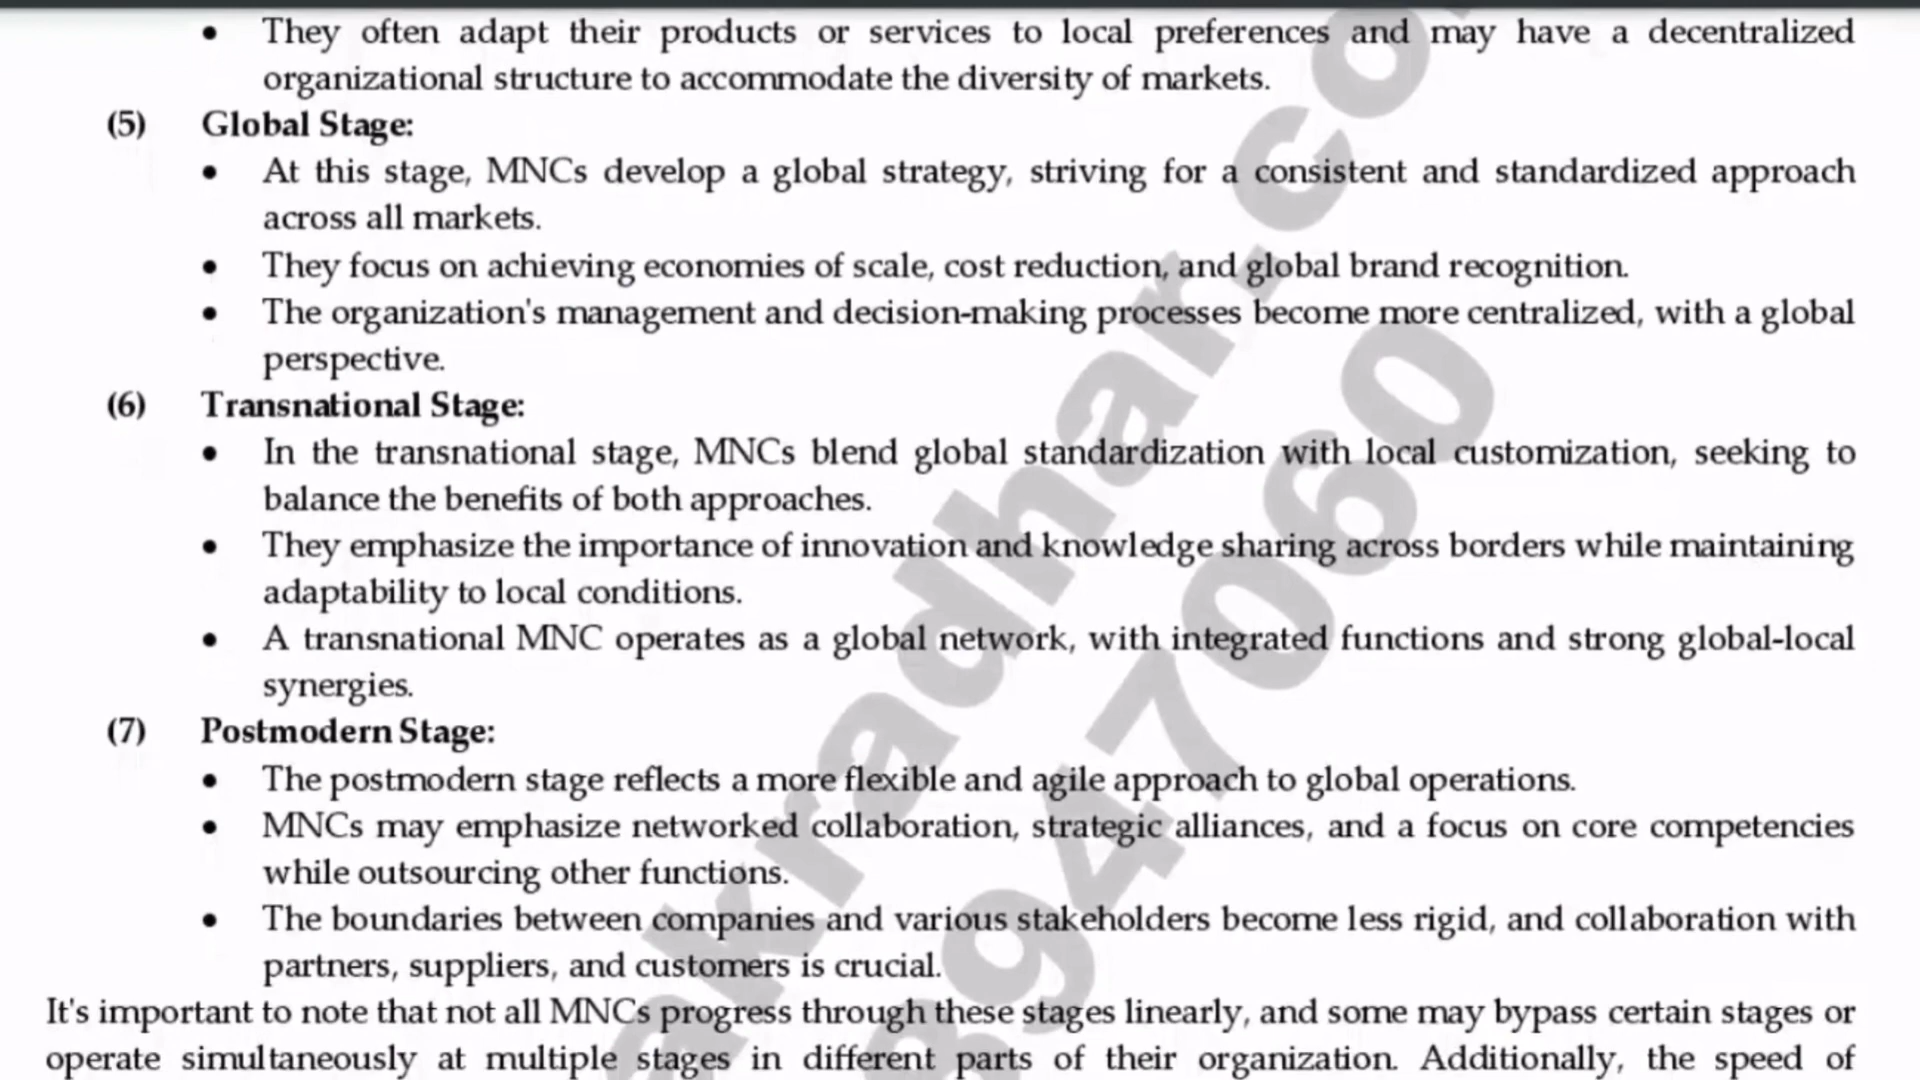 • They often adapt their products or services to local preferences and may have a decentralized
organizational structure to accommodate the diversity of markets.
(5) Global Stage:
• At this stage, MNCs develop a global strategy, striving for a consistent and standardized approach
across all markets.
• They focus on achieving economies of scale, cost reduction, and global brand recognition.
• The organization's management and decision-making processes become more centralized, with a global
perspective.
(6) Transnational Stage:
• In the transnational stage, MNCs blend global standardization with local customization, seeking to
balance the benefits of both approaches.
• They emphasize the importance of innovation and knowledge sharing across borders while maintaining
adaptability to local conditions.
• A transnational MNC operates as a global network, with integrated functions and strong global-local
synergies.
(7) Postmodern Stage:
• The postmodern stage reflects a more flexible and agile approach to global operations.
• MNCs may emphasize networked collaboration, strategic alliances, and a focus on core competencies
while outsourcing other functions.
• The boundaries between companies and various stakeholders become less rigid, and collaboration with
partners, suppliers, and customers is crucial.
It's important to note that not all MNCs progress through these stages linearly, and some may bypass certain stages or
operate simultaneously at multiple stages in different parts of their organization. Additionally, the speed of
akradhar.co
8947060